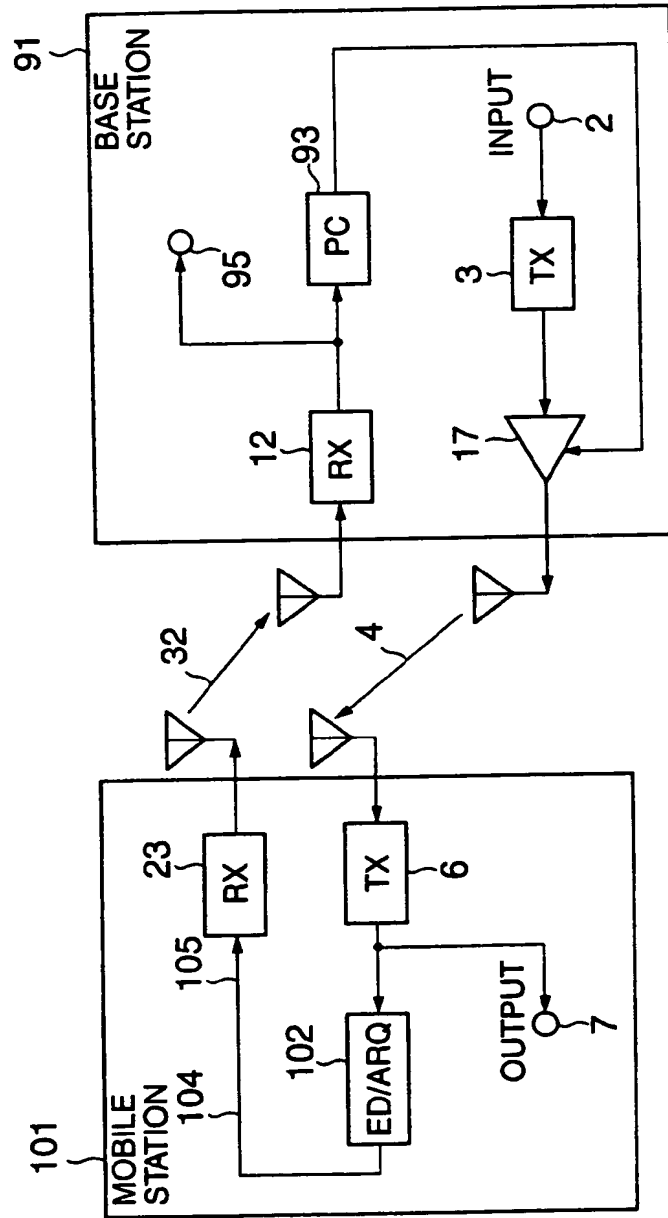 101
MOBILE
STATION
104
105
23
RX
102
ED/ARQ
TX
6
OUTPUT
7
32
4
91
BASE
STATION
95
93
PC
12
RX
INPUT
2
3
TX
17